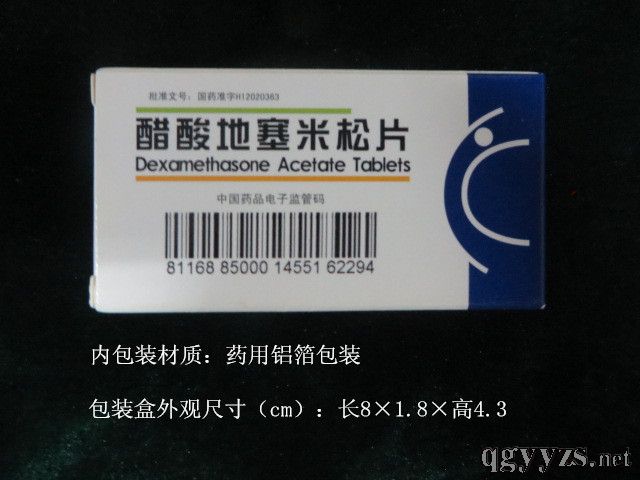 批准文号：国药准字H12020363
醋酸地塞米松片
Dexamethasone Acetate Tablets
中国药品电子监管码
81168 85000 14551 62294
内包装材质：药用铝箔包装
包装盒外观尺寸（cm）：长8×1.8×高4.3
qgyyzs.net